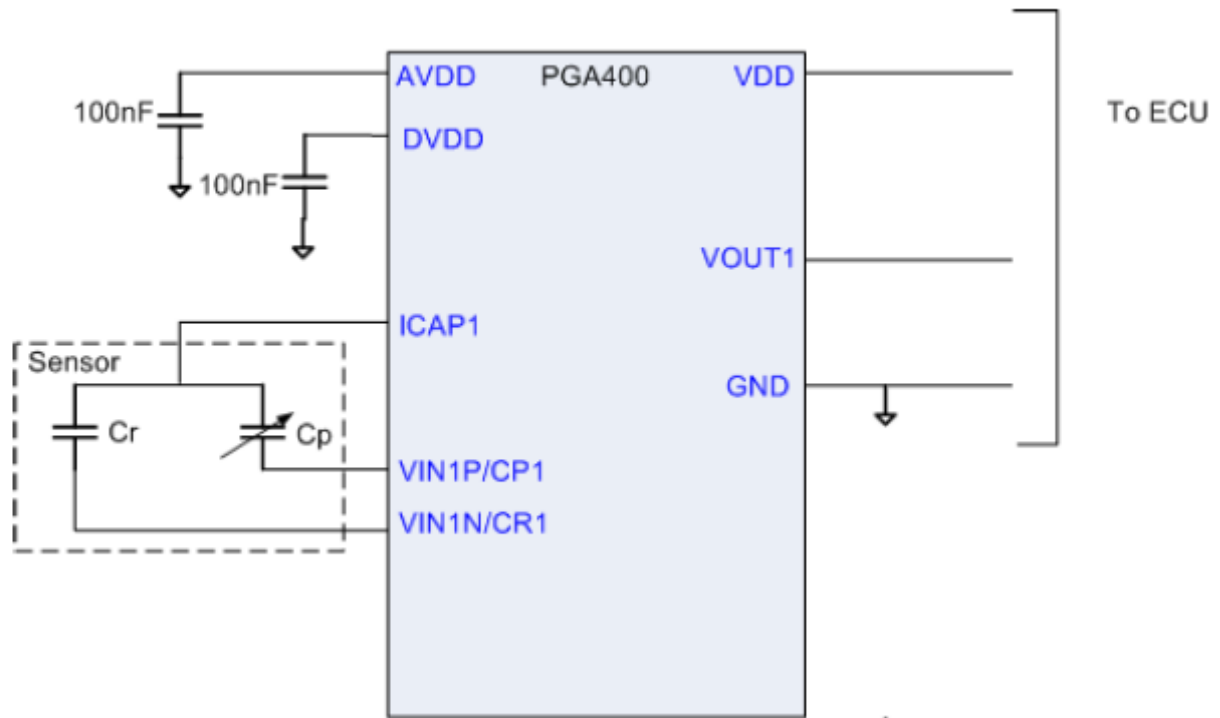 AVDD
PGA400
VDD
100nF
To ECU
DVDD
100nF
VOUT1
ICAP1
Sensor
GND
Cr
Cp
VIN1P/CP1
VIN1N/CR1